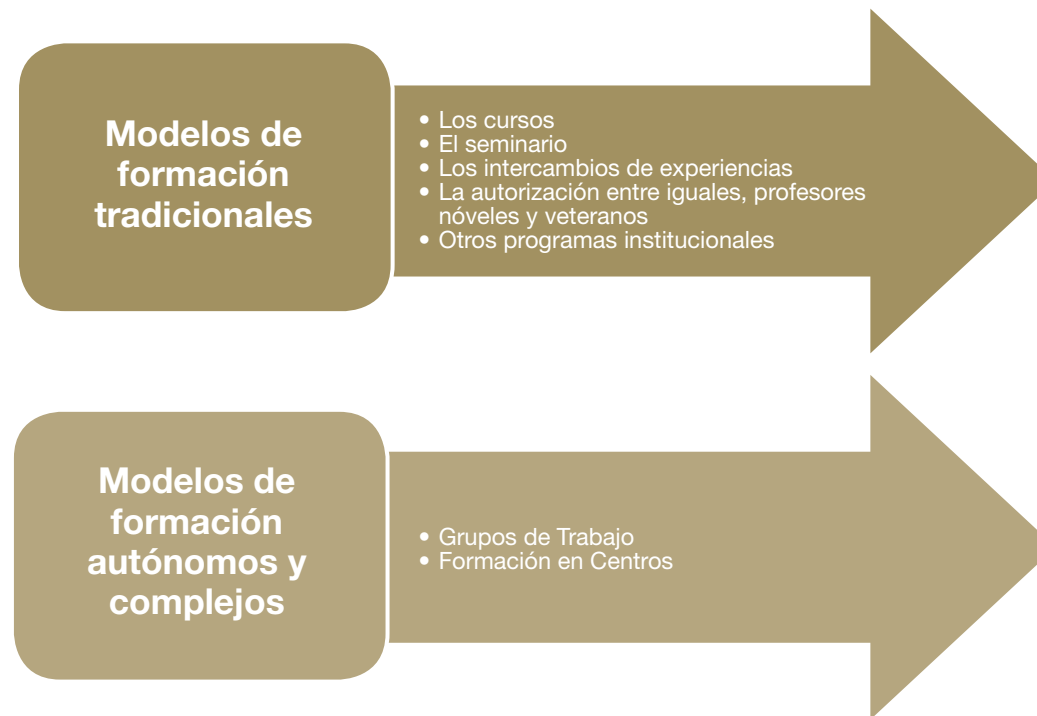 Modelos de
formación
tradicionales
• Los cursos
• El seminario
• Los intercambios de experiencias
• La autorización entre iguales, profesores
nóveles y veteranos
• Otros programas institucionales
Modelos de
formación
autónomos y
complejos
• Grupos de Trabajo
• Formación en Centros